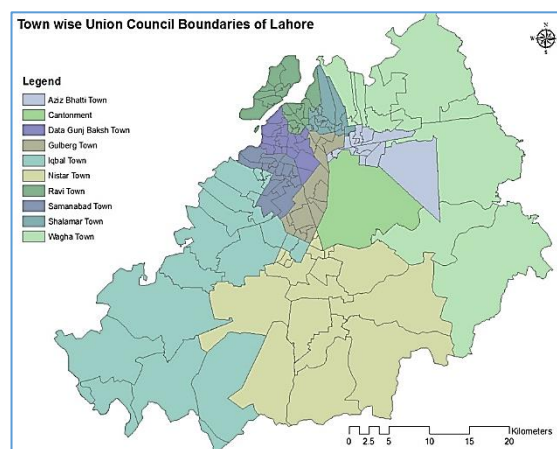 Town wise Union Council Boundaries of Lahore
N
W
E
S
Legend
Aziz Bhatti Town
Cantonment
Data Gunj Baksh Town
Gulberg Town
Iqbal Town
Nistar Town
Ravi Town
Samanabad Town
Shalamar Town
Wagha Town
Kilometers
0 2.5 5 10 15 20